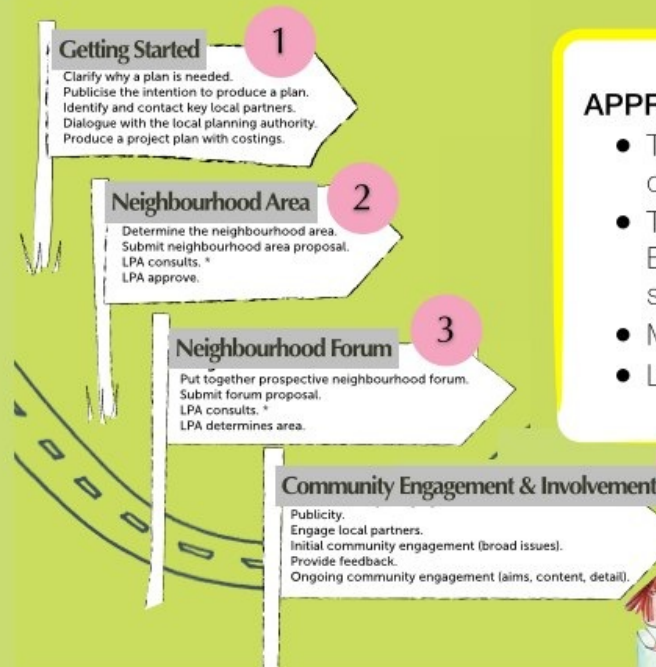 1
Getting Started
Clarify why a plan is needed.
Publicise the intention to produce a plan.
Identify and contact key local partners.
Dialogue with the local planning authority.
Produce a project plan with costings.
2
Neighbourhood Area
Determine the neighbourhood area.
Submit neighbourhood area proposal.
LPA consults. *
LPA approve.
3
Neighbourhood Forum
Put together prospective neighbourhood forum.
Submit forum proposal.
LPA consults. *
LPA determines area.
Community Engagement & Involvement
Publicity.
Engage local partners.
Initial community engagement (broad issues).
Provide feedback.
Ongoing community engagement (aims, content, detail).